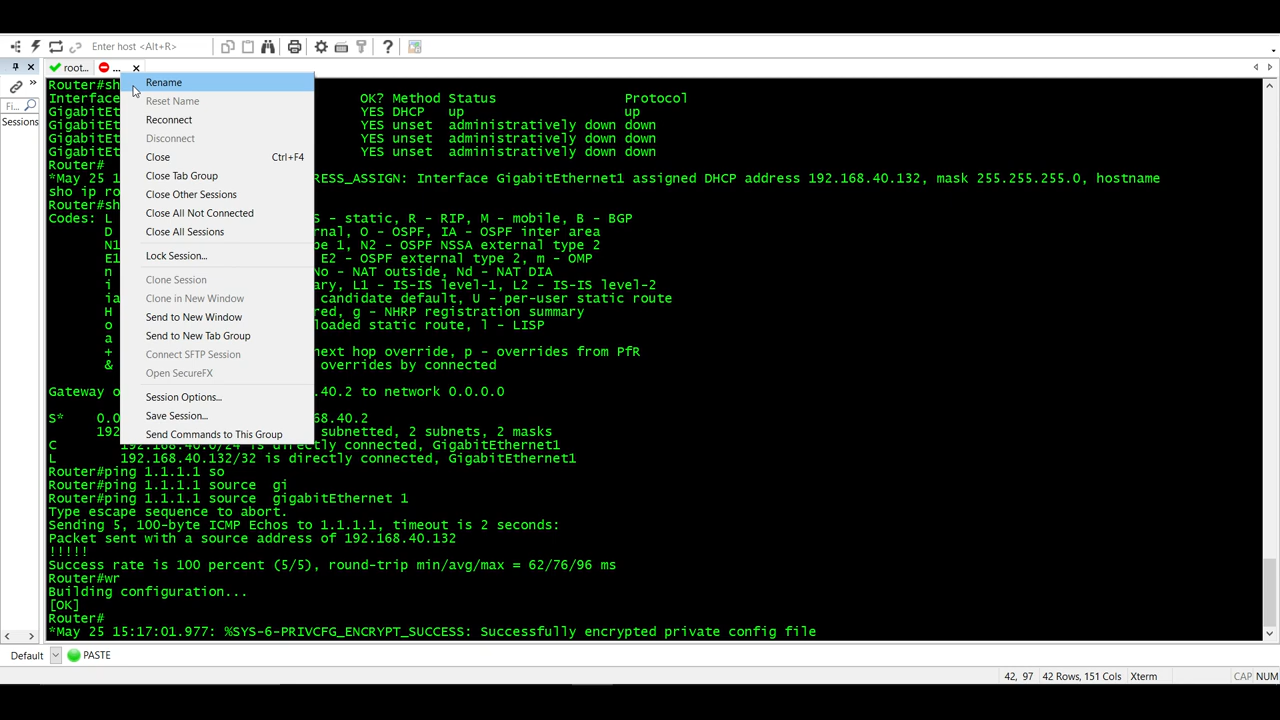 Enter host <Alt+R>
root...
...
Router#sh
Rename
Interface
OK? Method Status Protocol
Reset Name
GigabitEt
YES DHCP up up
Reconnect
GigabitEt
YES unset administratively down down
Disconnect
GigabitEt
YES unset administratively down down
Close Ctrl+F4
GigabitEt
YES unset administratively down down
Router#
Close Tab Group
*May 25 1
RESS_ASSIGN: Interface GigabitEthernet1 assigned DHCP address 192.168.40.132, mask 255.255.255.0, hostname
sho ip ro
Close Other Sessions
Router#sh
Close All Not Connected
Codes: L
S - static, R - RIP, M - mobile, B - BGP
Close All Sessions
D
rnal, O - OSPF, IA - OSPF inter area
N1
type 1, N2 - OSPF NSSA external type 2
Lock Session...
E1
E2 - OSPF external type 2, m - OMP
n
No - NAT outside, Nd - NAT DIA
Clone Session
i
ary, L1 - IS-IS level-1, L2 - IS-IS level-2
Clone in New Window
ia
candidate default, U - per-user static route
Send to New Window
H
red, g - NHRP registration summary
o
loaded static route, l - LISP
Send to New Tab Group
a
Connect SFTP Session
+
next hop override, p - overrides from PfR
Open SecureFX
&
overrides by connected
Gateway o
.40.2 to network 0.0.0.0
Session Options...
Save Session...
S* 0.0
68.40.2
Send Commands to This Group
192
subnetted, 2 subnets, 2 masks
C 192.168.40.0/24 is directly connected, GigabitEthernet1
L 192.168.40.132/32 is directly connected, GigabitEthernet1
Router#ping 1.1.1.1 so
Router#ping 1.1.1.1 source gi
Router#ping 1.1.1.1 source gigabitEthernet 1
Type escape sequence to abort.
Sending 5, 100-byte ICMP Echos to 1.1.1.1, timeout is 2 seconds:
Packet sent with a source address of 192.168.40.132
!!!!!
Success rate is 100 percent (5/5), round-trip min/avg/max = 62/76/96 ms
Router#wr
Building configuration...
[OK]
Router#
*May 25 15:17:01.977: %SYS-6-PRIVCFG_ENCRYPT_SUCCESS: Successfully encrypted private config file
Fi...
Sessions
Default
PASTE
42, 97 42 Rows, 151 Cols Xterm CAP NUM